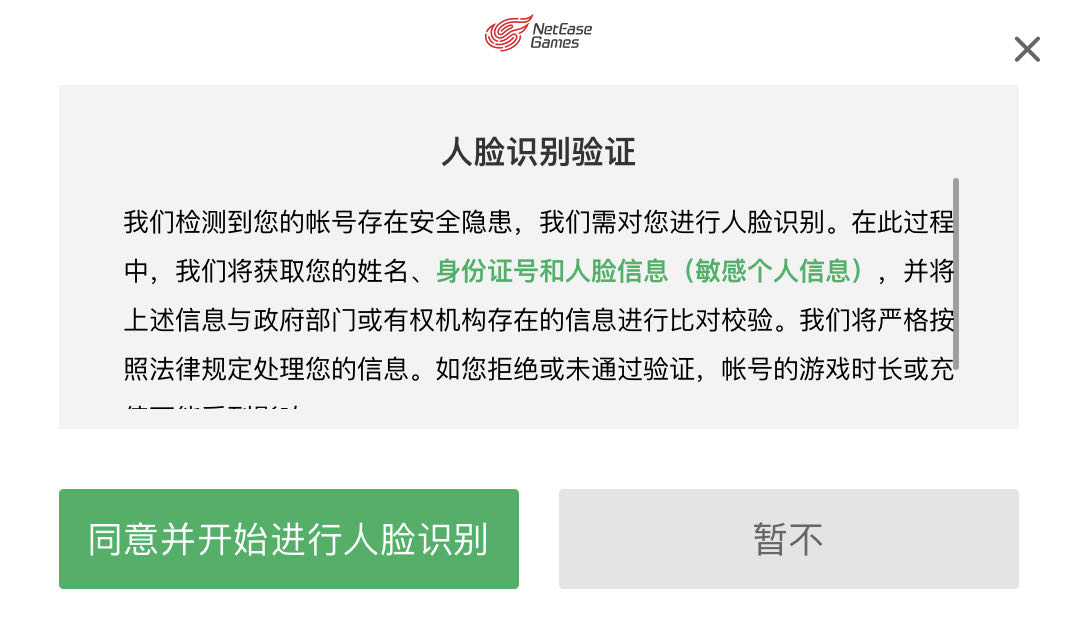 NetEase
Games
人脸识别验证
我们检测到您的帐号存在安全隐患，我们需对您进行人脸识别。在此过程
中，我们将获取您的姓名、身份证号和人脸信息（敏感个人信息），并将
上述信息与政府部门或有权机构存在的信息进行比对校验。我们将严格按
照法律规定处理您的信息。如您拒绝或未通过验证，帐号的游戏时长或充
同意并开始进行人脸识别
暂不